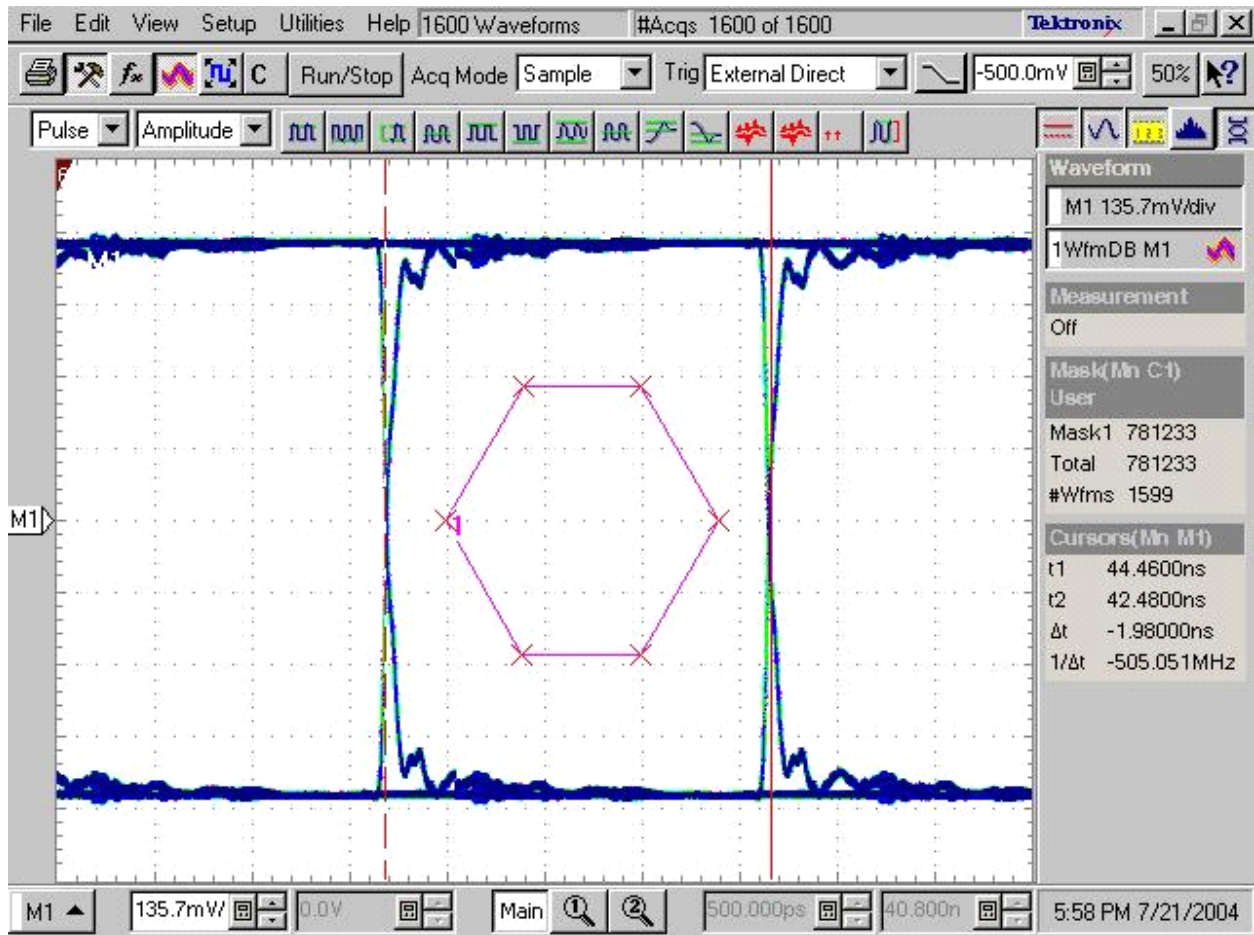 File Edit View Setup Utilities Help 1600 Waveforms #Acqs 1600 of 1600 Tektronix
C Run/Stop Acq Mode Sample Trig External Direct -500.0mV 50%
Pulse Amplitude
Waveform
M1 135.7mV/div
1WfmDB M1
Measurement
Off
Mask(Mn C1)
User
Mask1 781233
Total 781233
#Wfms 1599
M1
1
Cursors(Mn M1)
t1 44.4600ns
t2 42.4800ns
Δt -1.98000ns
1/Δt -505.051MHz
M1 135.7mV/ 0.0V Main 1 2 500.000ps 40.800n 5:58 PM 7/21/2004